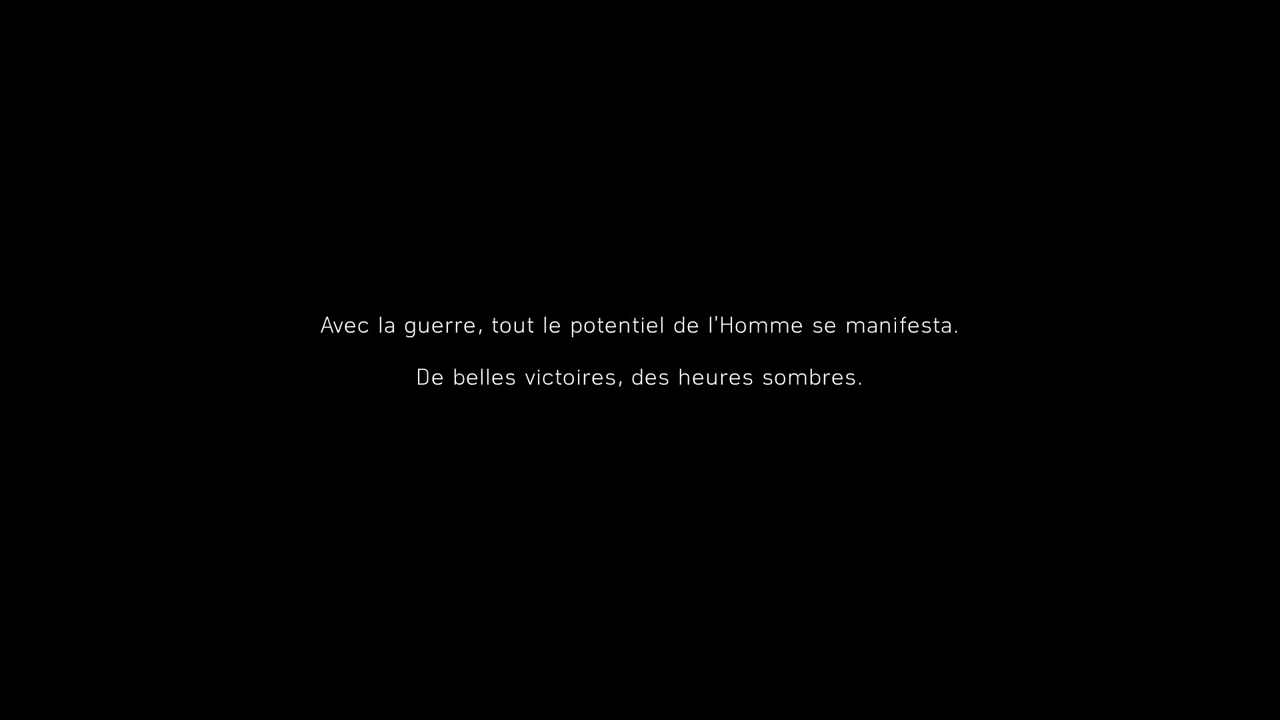 Avec la guerre, tout le potentiel de l'Homme se manifesta.
De belles victoires, des heures sombres.